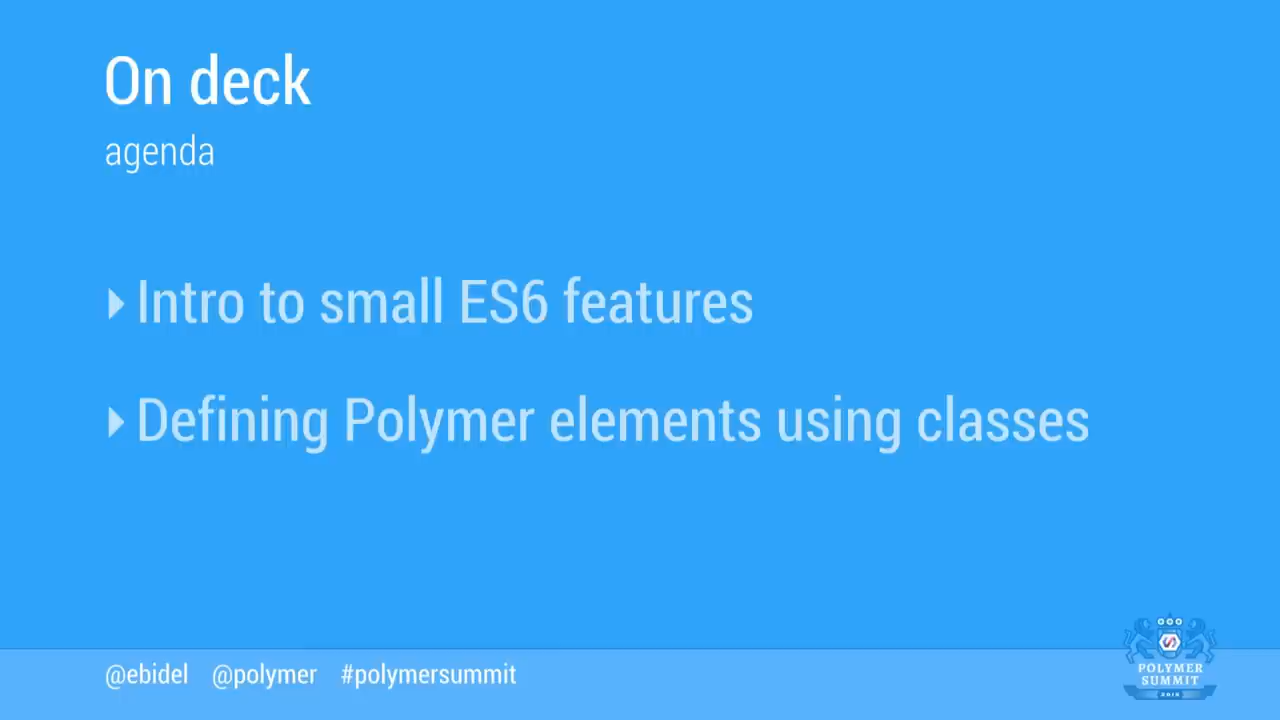 On deck
agenda
Intro to small ES6 features
Defining Polymer elements using classes
@ebidel @polymer #polymersummit
POLYMER
SUMMIT